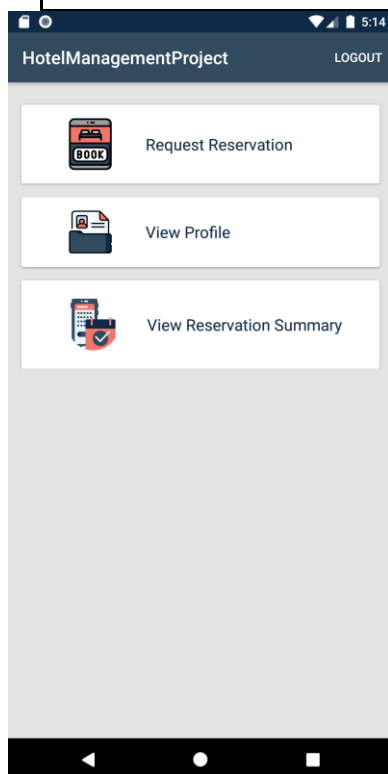 5:14
HotelManagementProject LOGOUT
BOOK
Request Reservation
View Profile
View Reservation Summary